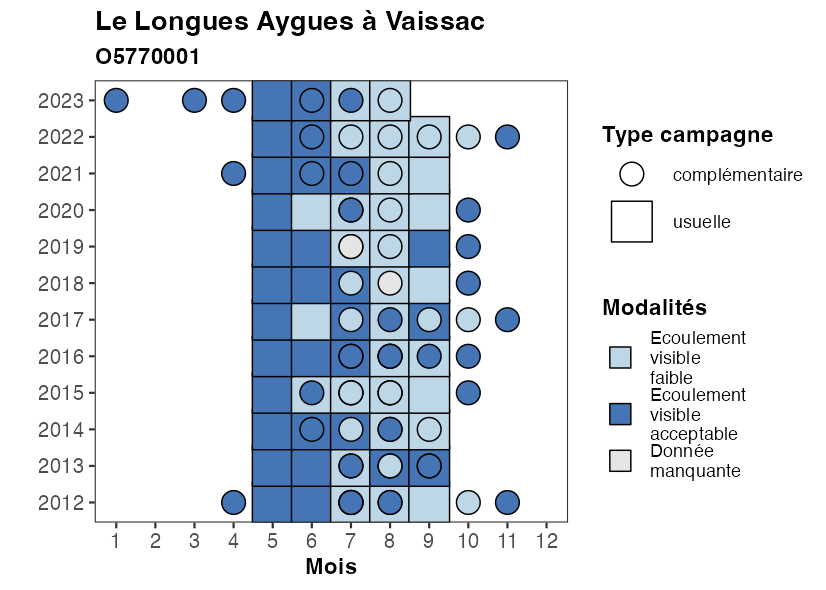 Le Longues Aygues à Vaissac
O5770001
2023
2022
2021
2020
2019
2018
2017
2016
2015
2014
2013
2012
1 2 3 4 5 6 7 8 9 10 11 12
Mois
Type campagne
complémentaire
usuelle
Modalités
Ecoulement
visible
faible
Ecoulement
visible
acceptable
Donnée
manquante